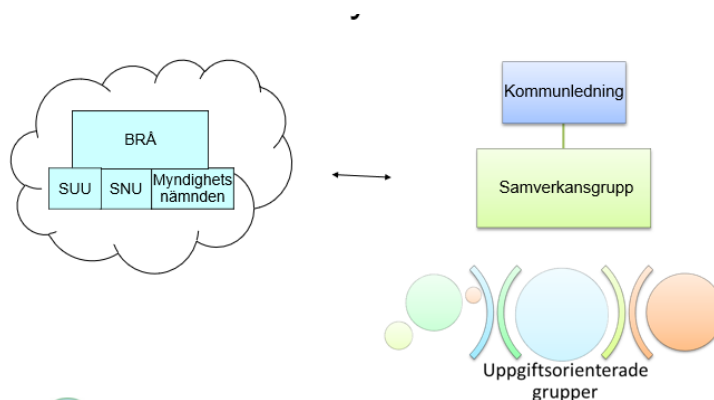 BRÅ
SUU
SNU
Myndighets
nämnden
Kommunledning
Samverkansgrupp
Uppgiftsorienterade
grupper